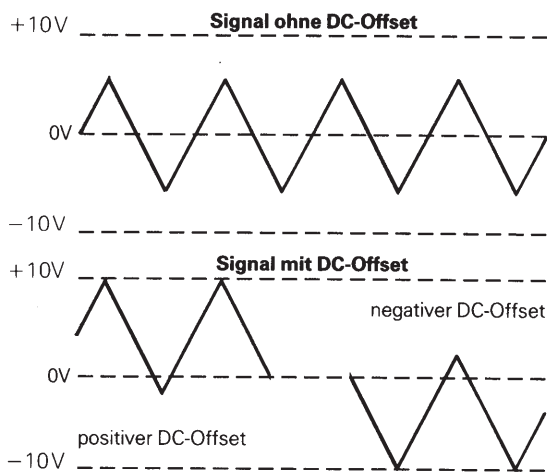 +10V
Signal ohne DC-Offset
0V
−10V
Signal mit DC-Offset
+10V
negativer DC-Offset
0V
positiver DC-Offset
−10V